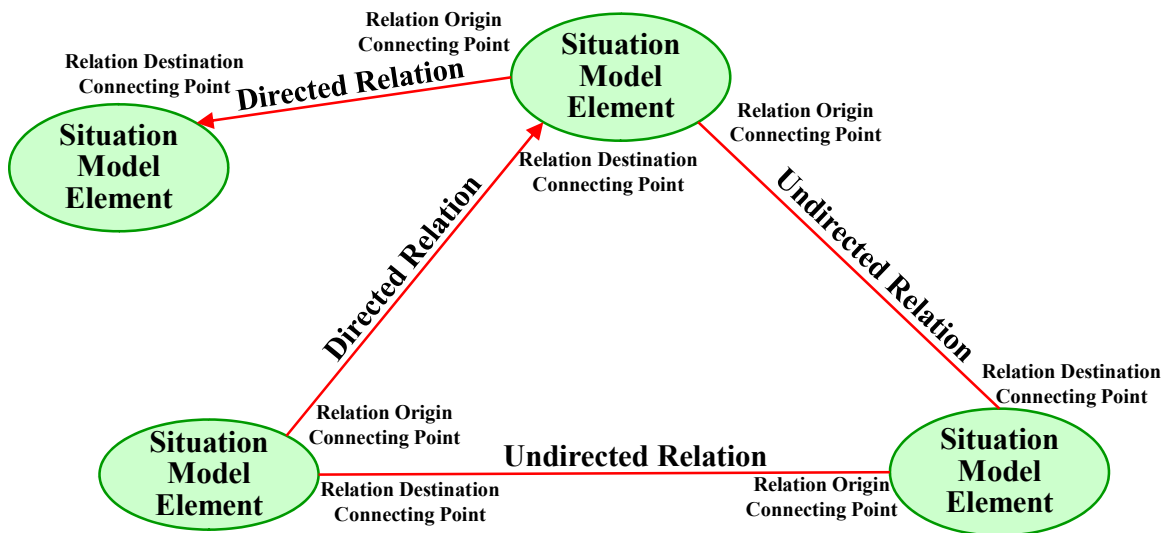 Relation Origin
Connecting Point
Situation
Model
Element
Relation Destination
Connecting Point
Directed Relation
Situation
Model
Element
Relation Origin
Connecting Point
Relation Destination
Connecting Point
Undirected Relation
Directed Relation
Relation Destination
Connecting Point
Relation Origin
Connecting Point
Situation
Model
Element
Undirected Relation
Situation
Model
Element
Relation Destination
Connecting Point
Relation Origin
Connecting Point